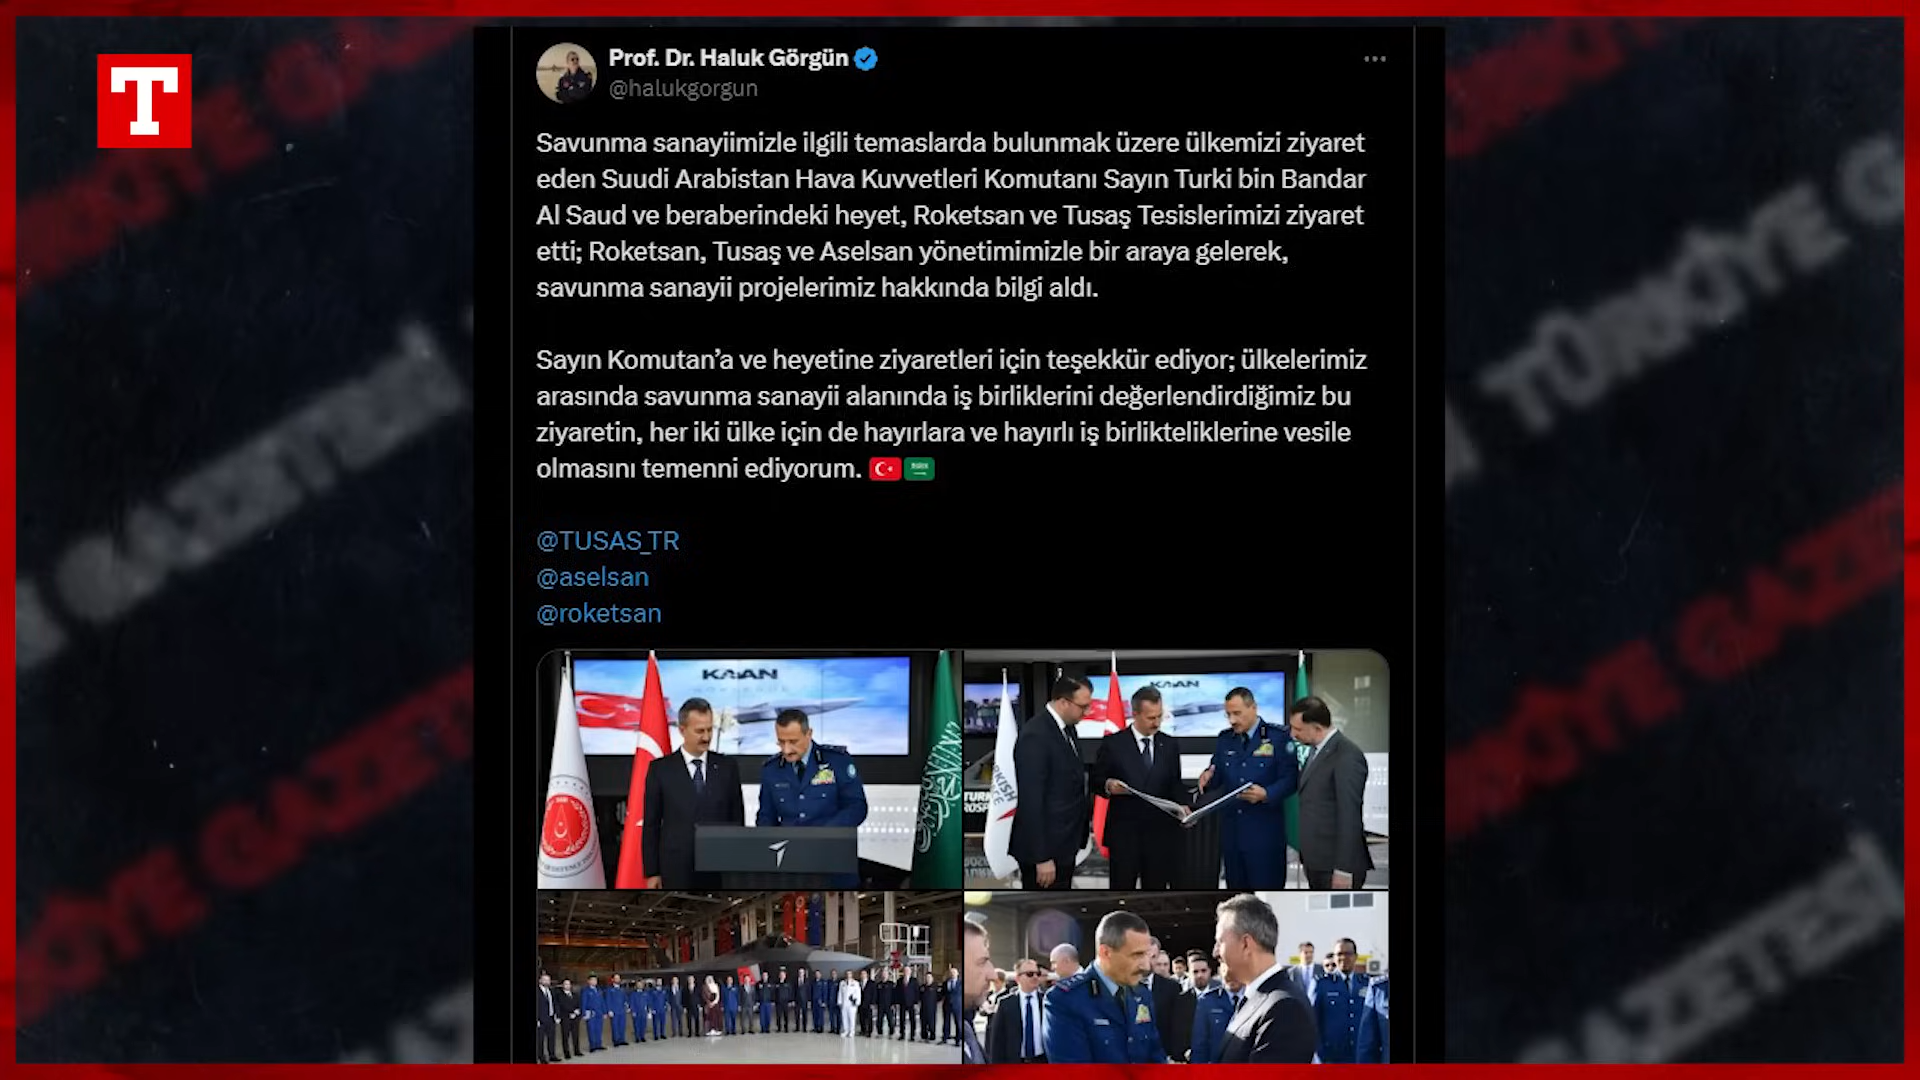 T
Prof. Dr. Haluk Görgün
@halukgorgun
Savunma sanayiimizle ilgili temaslarda bulunmak üzere ülkemizi ziyaret
eden Suudi Arabistan Hava Kuvvetleri Komutanı Sayın Turki bin Bandar
Al Saud ve beraberindeki heyet, Roketsan ve Tusaş Tesislerimizi ziyaret
etti; Roketsan, Tusaş ve Aselsan yönetimimizle bir araya gelerek,
savunma sanayii projelerimiz hakkında bilgi aldı.
Sayın Komutan’a ve heyetine ziyaretleri için teşekkür ediyor; ülkelerimiz
arasında savunma sanayii alanında iş birliklerini değerlendirdiğimiz bu
ziyaretin, her iki ülke için de hayırlara ve hayırlı iş birlikteliklerine vesile
olmasını temenni ediyorum.
@TUSAS_TR
@aselsan
@roketsan
KAAN
KAAN
TÜRKİYE GAZETESİ